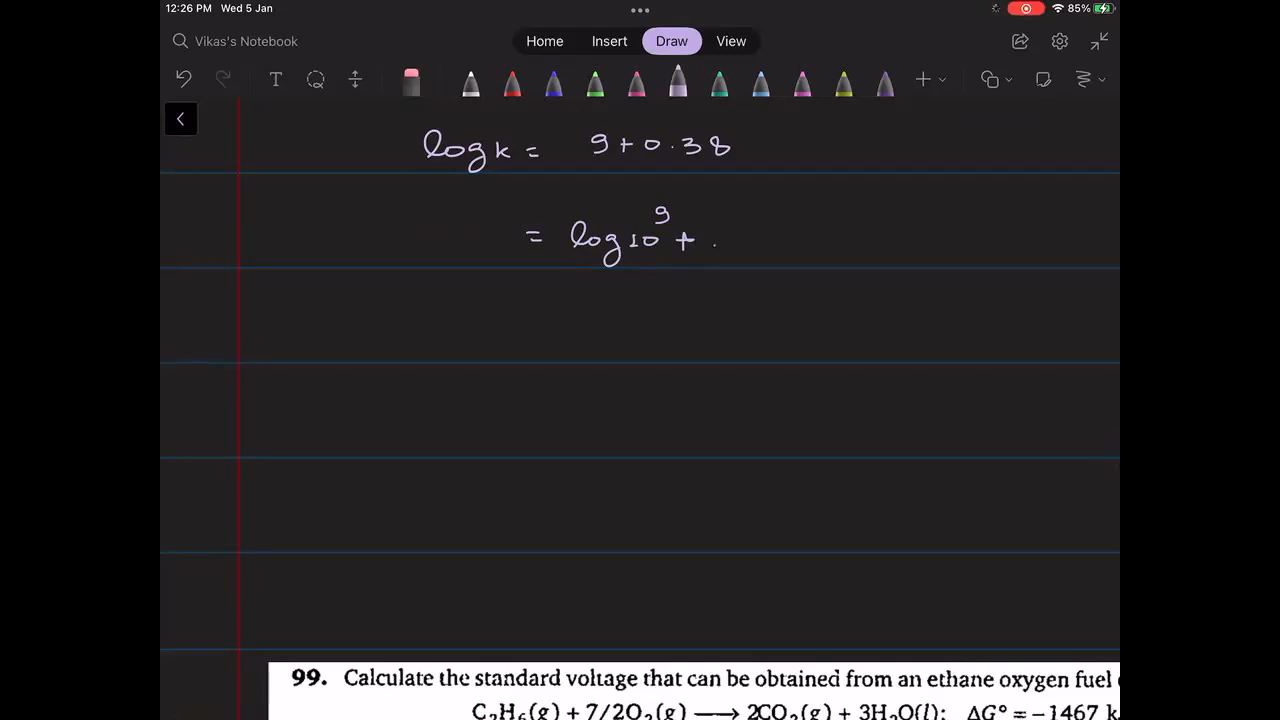 12:26 PM Wed 5 Jan
85%
Vikas's Notebook
Home Insert Draw View
T
log k = 9 + 0.38
= log 10⁹ + .
99. Calculate the standard voltage that can be obtained from an ethane oxygen fuel
C₂H₆(g) + 7/2O₂(g) ⟶ 2CO₂(g) + 3H₂O(l); ΔG° = −1467 k